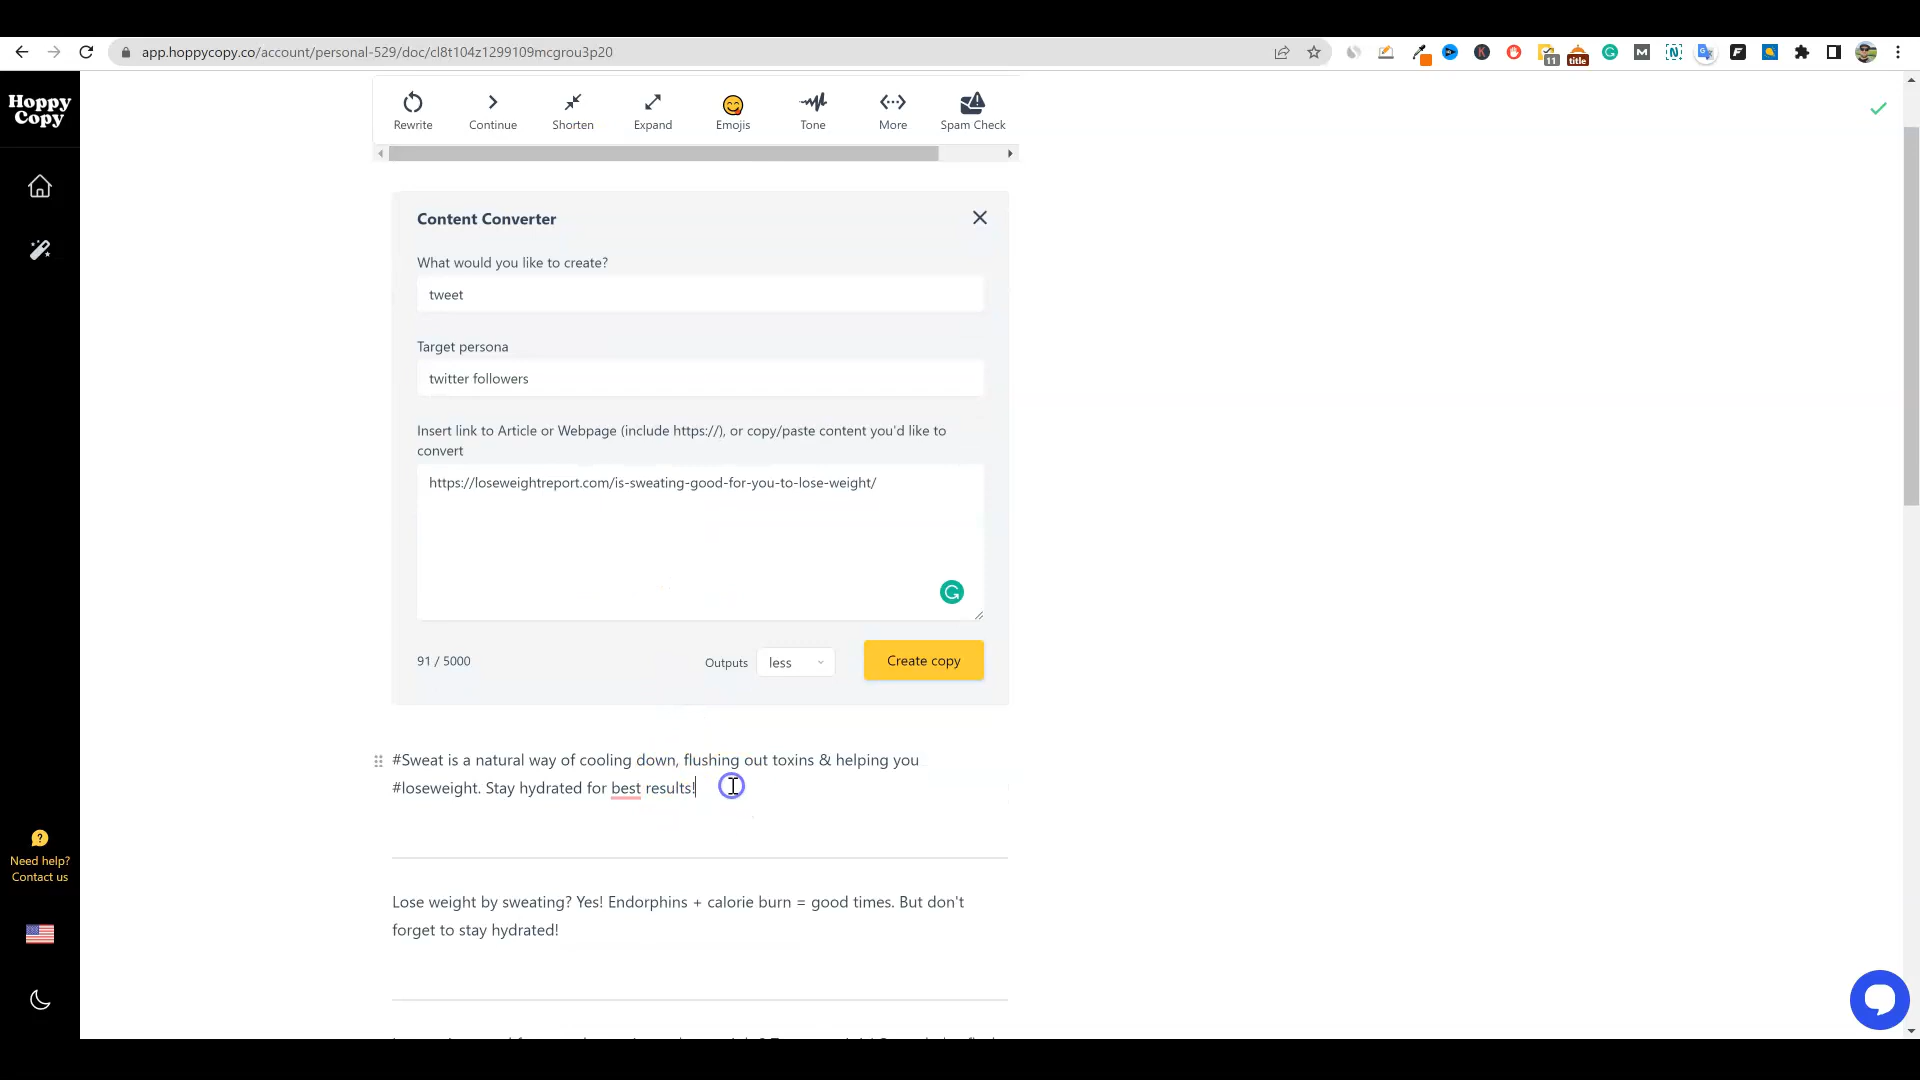 app.hoppycopy.co/account/personal-529/doc/cl8t104z1299109mcgrou3p20
11
title
Hoppy
Copy
Rewrite
Continue
Shorten
Expand
Emojis
Tone
More
Spam Check
Content Converter
What would you like to create?
tweet
Target persona
twitter followers
Insert link to Article or Webpage (include https://), or copy/paste content you'd like to
convert
https://loseweightreport.com/is-sweating-good-for-you-to-lose-weight/
91 / 5000
Outputs
less
Create copy
#Sweat is a natural way of cooling down, flushing out toxins & helping you
#loseweight. Stay hydrated for best results!
Lose weight by sweating? Yes! Endorphins + calorie burn = good times. But don't
forget to stay hydrated!
Need help?
Contact us